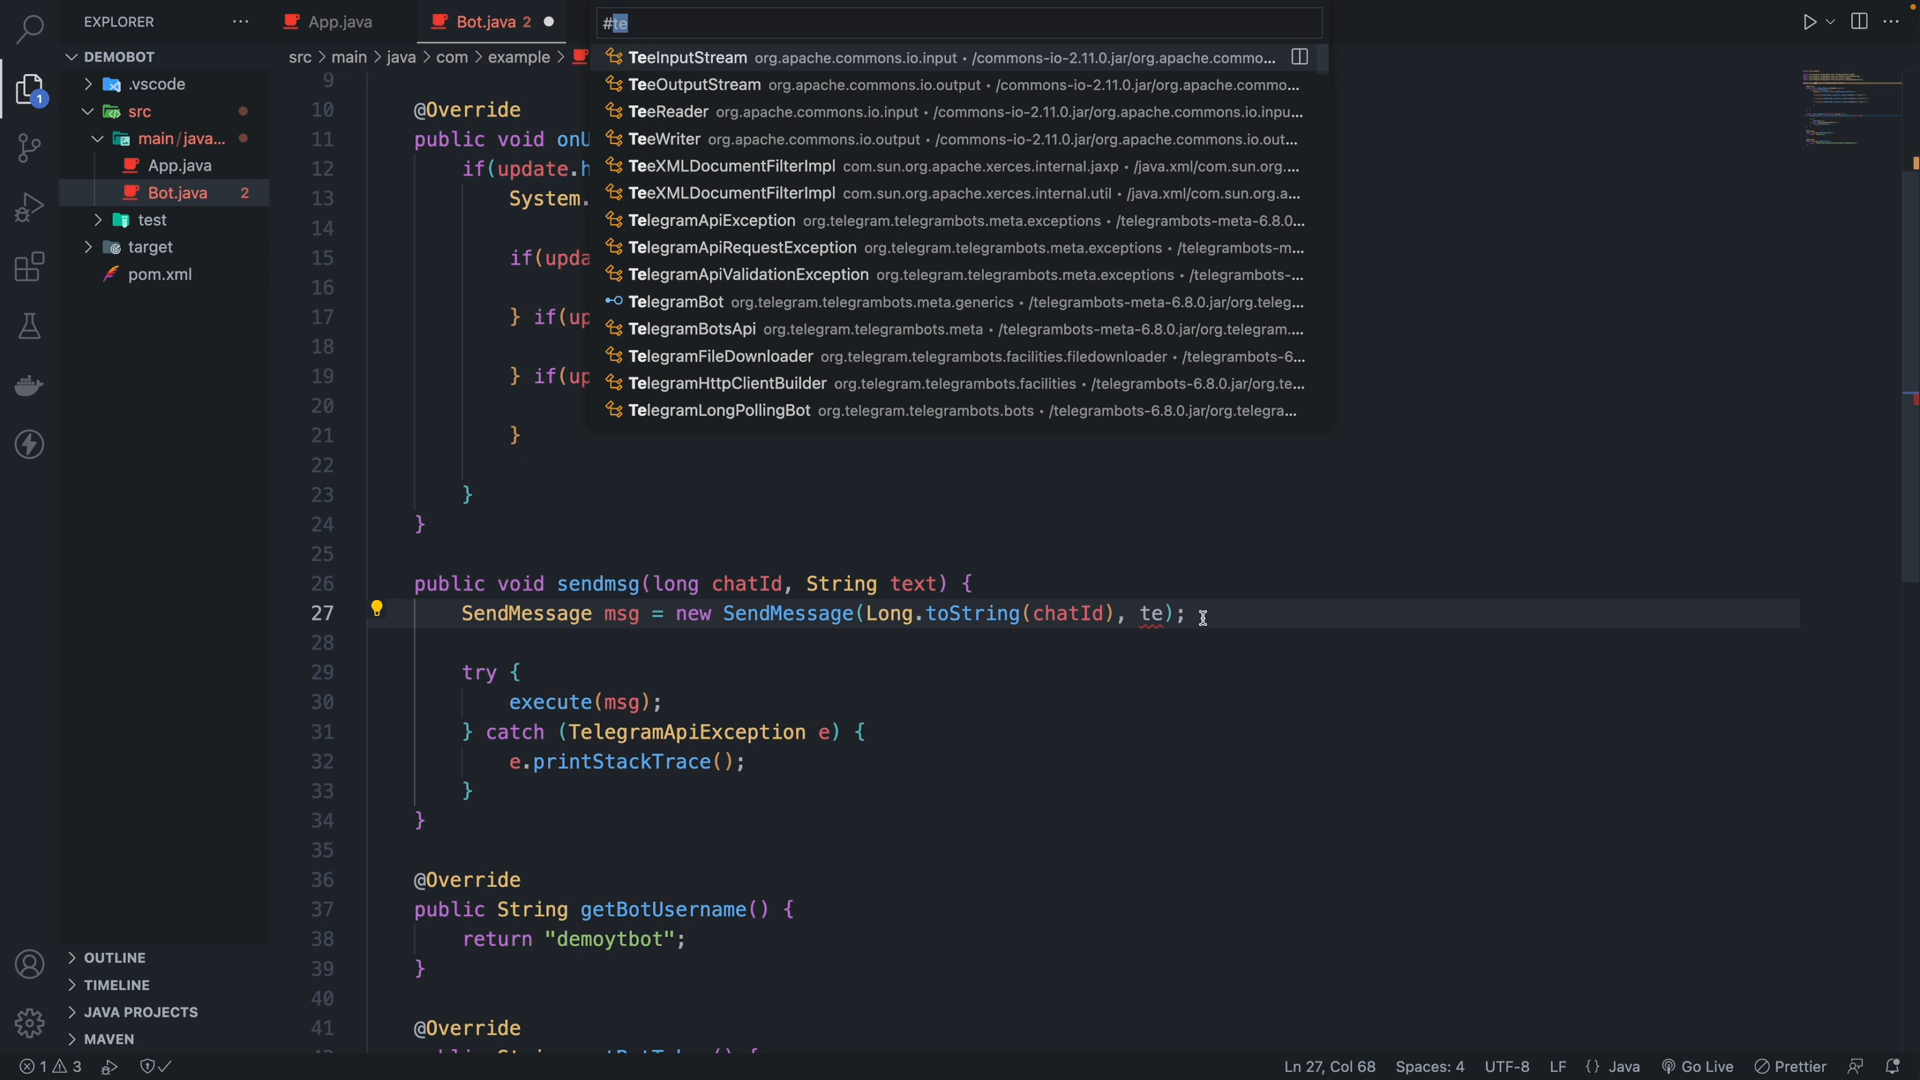 EXPLORER
DEMOBOT
.vscode
src
main/java...
App.java
Bot.java 2
test
target
pom.xml
OUTLINE
TIMELINE
JAVA PROJECTS
MAVEN
1
App.java
Bot.java 2
#te
src > main > java > com > example >
TeeInputStream org.apache.commons.io.input • /commons-io-2.11.0.jar/org.apache.commo...
TeeOutputStream org.apache.commons.io.output • /commons-io-2.11.0.jar/org.apache.commo...
TeeReader org.apache.commons.io.input • /commons-io-2.11.0.jar/org.apache.commons.io.inpu...
TeeWriter org.apache.commons.io.output • /commons-io-2.11.0.jar/org.apache.commons.io.out...
TeeXMLDocumentFilterImpl com.sun.org.apache.xerces.internal.jaxp • /java.xml/com.sun.org....
TeeXMLDocumentFilterImpl com.sun.org.apache.xerces.internal.util • /java.xml/com.sun.org.a...
TelegramApiException org.telegram.telegrambots.meta.exceptions • /telegrambots-meta-6.8.0...
TelegramApiRequestException org.telegram.telegrambots.meta.exceptions • /telegrambots-m...
TelegramApiValidationException org.telegram.telegrambots.meta.exceptions • /telegrambots-...
TelegramBot org.telegram.telegrambots.meta.generics • /telegrambots-meta-6.8.0.jar/org.teleg...
TelegramBotsApi org.telegram.telegrambots.meta • /telegrambots-meta-6.8.0.jar/org.telegram....
TelegramFileDownloader org.telegram.telegrambots.facilities.filedownloader • /telegrambots-6...
TelegramHttpClientBuilder org.telegram.telegrambots.facilities • /telegrambots-6.8.0.jar/org.te...
TelegramLongPollingBot org.telegram.telegrambots.bots • /telegrambots-6.8.0.jar/org.telegra...
9
10 @Override
11 public void onU
12 if(update.h
13 System.
14
15 if(upda
16
17 } if(up
18
19 } if(up
20
21 }
22
23 }
24 }
25
26 public void sendmsg(long chatId, String text) {
27 SendMessage msg = new SendMessage(Long.toString(chatId), te);
28
29 try {
30 execute(msg);
31 } catch (TelegramApiException e) {
32 e.printStackTrace();
33 }
34 }
35
36 @Override
37 public String getBotUsername() {
38 return "demoytbot";
39 }
40
41 @Override
1 3
Ln 27, Col 68 Spaces: 4 UTF-8 LF {} Java Go Live Prettier